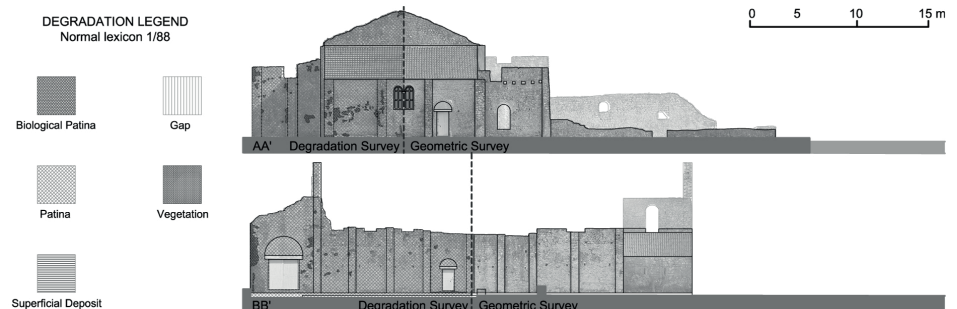 DEGRADATION LEGEND
Normal lexicon 1/88
Biological Patina
Gap
Patina
Vegetation
Superficial Deposit
0 5 10 15 m
AA' Degradation Survey Geometric Survey
BB' Degradation Survey Geometric Survey